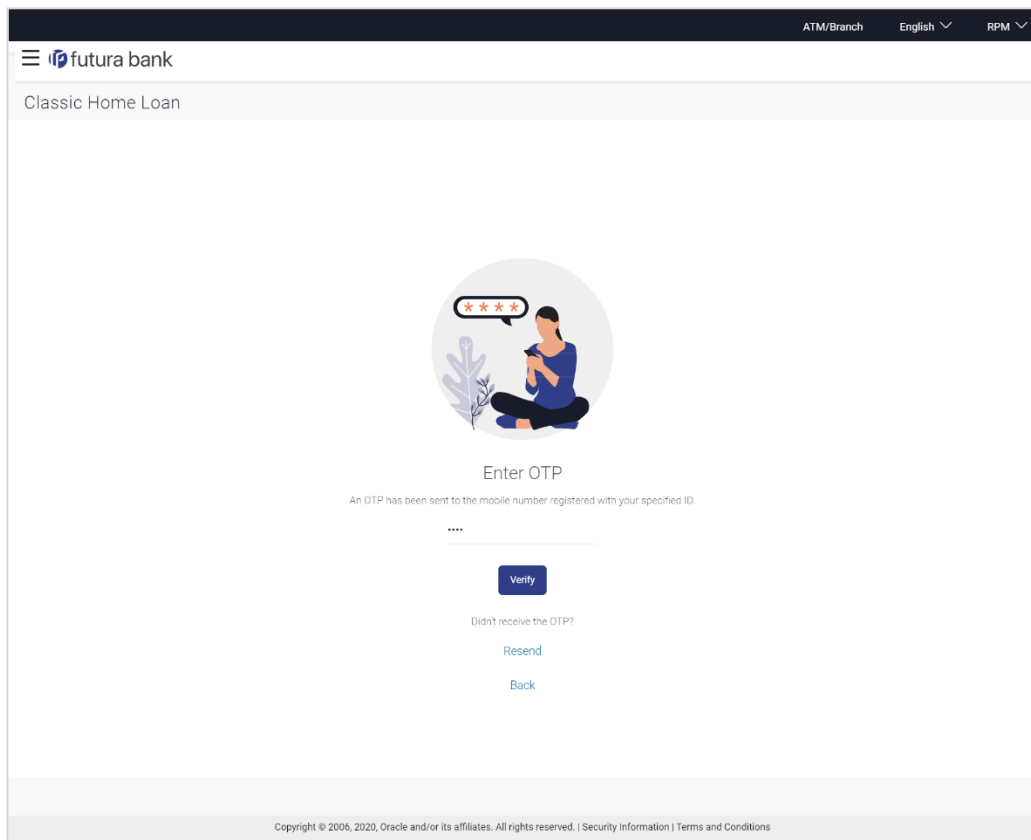 ATM/Branch English RPM
futura bank
Classic Home Loan
* * * *
Enter OTP
An OTP has been sent to the mobile number registered with your specified ID.
••••
Verify
Didn't receive the OTP?
Resend
Back
Copyright © 2006, 2020, Oracle and/or its affiliates. All rights reserved. | Security Information | Terms and Conditions